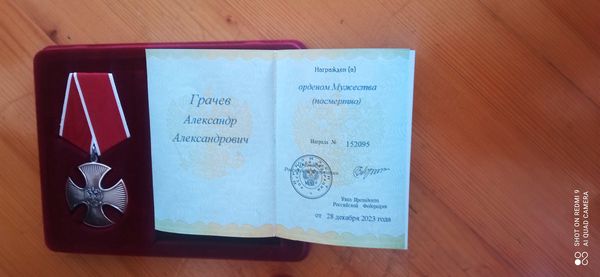 Грачев
Александр
Александрович
Награжден (а)
орденом Мужества
(посмертно)
Награда № 152095
Указ Президента
Российской Федерации
от 28 декабря 2023 года
SHOT ON REDMI 9
AI QUAD CAMERA